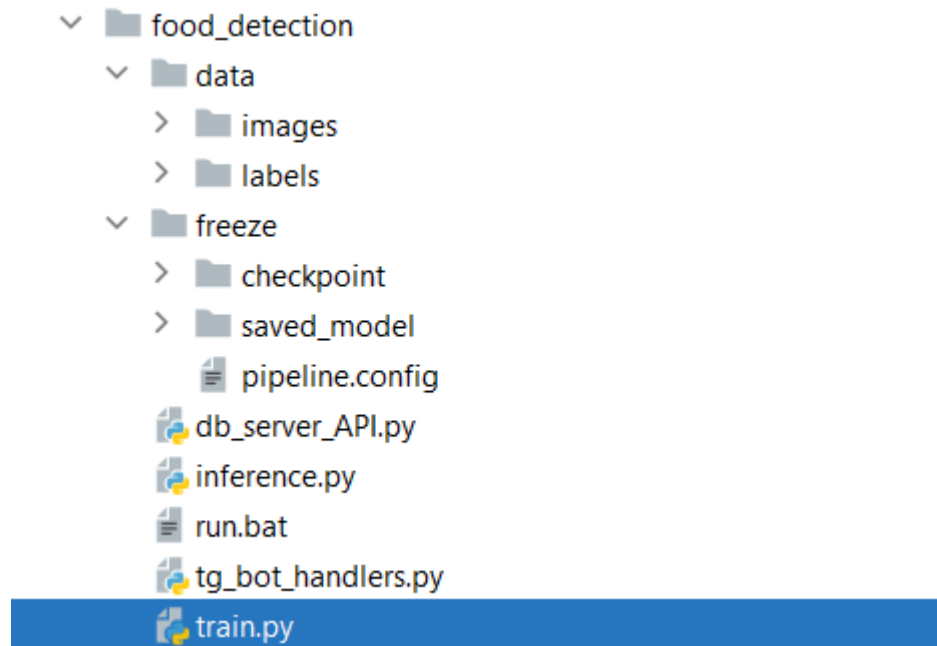 food_detection
data
images
labels
freeze
checkpoint
saved_model
pipeline.config
db_server_API.py
inference.py
run.bat
tg_bot_handlers.py
train.py